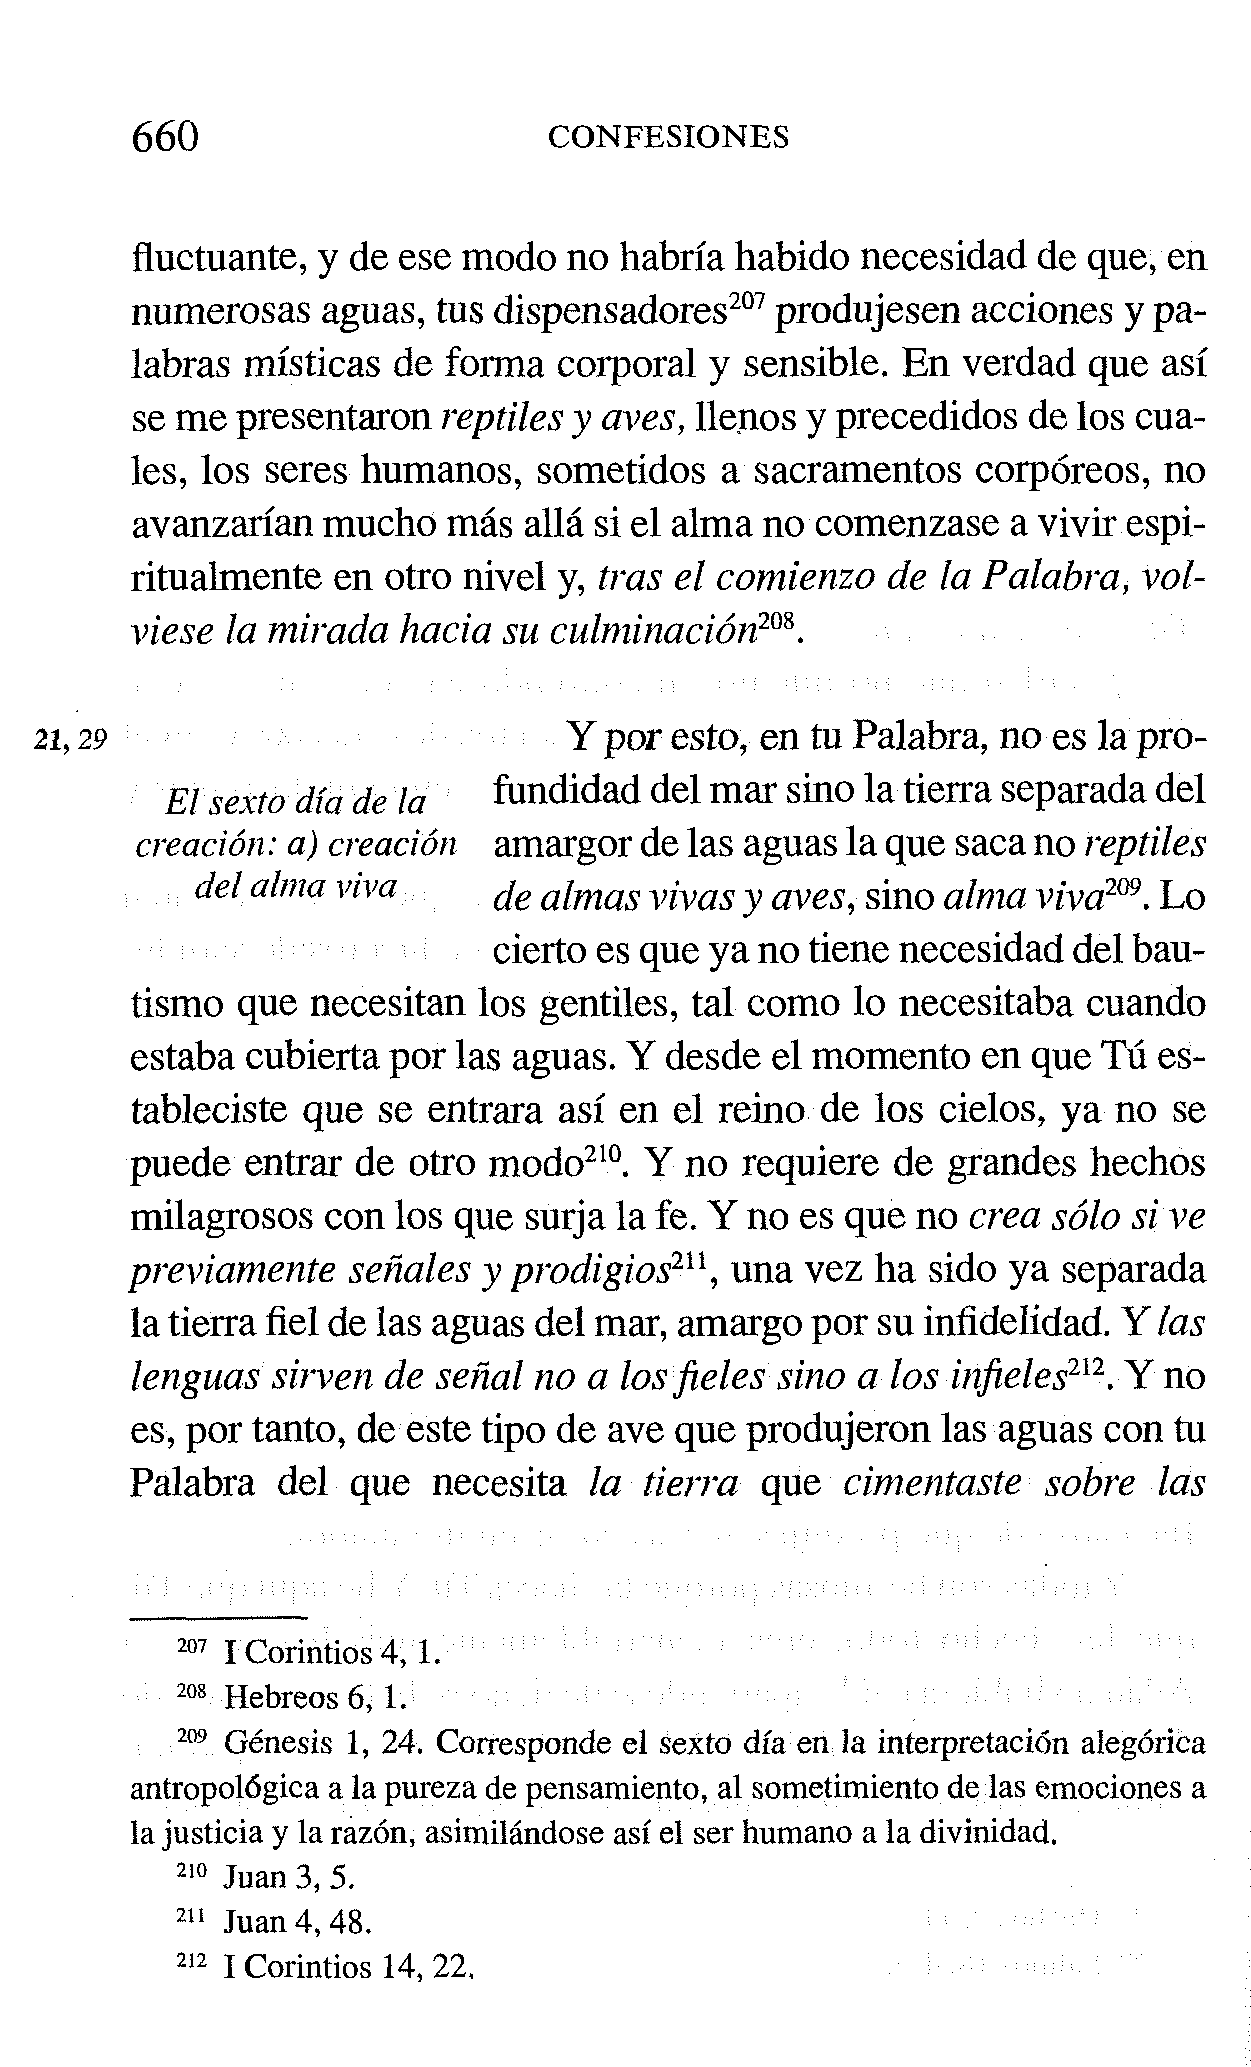 660 CONFESIONES
fluctuante, y de ese modo no habría habido necesidad de que, en
numerosas aguas, tus dispensadores²⁰⁷ produjesen acciones y pa-
labras místicas de forma corporal y sensible. En verdad que así
se me presentaron reptiles y aves, llenos y precedidos de los cua-
les, los seres humanos, sometidos a sacramentos corpóreos, no
avanzarían mucho más allá si el alma no comenzase a vivir espi-
ritualmente en otro nivel y, tras el comienzo de la Palabra, vol-
viese la mirada hacia su culminación²⁰⁸.
21, 29
El sexto día de la
creación: a) creación
del alma viva
Y por esto, en tu Palabra, no es la pro-
fundidad del mar sino la tierra separada del
amargor de las aguas la que saca no reptiles
de almas vivas y aves, sino alma viva²⁰⁹. Lo
cierto es que ya no tiene necesidad del bau-
tismo que necesitan los gentiles, tal como lo necesitaba cuando
estaba cubierta por las aguas. Y desde el momento en que Tú es-
tableciste que se entrara así en el reino de los cielos, ya no se
puede entrar de otro modo²¹⁰. Y no requiere de grandes hechos
milagrosos con los que surja la fe. Y no es que no crea sólo si ve
previamente señales y prodigios²¹¹, una vez ha sido ya separada
la tierra fiel de las aguas del mar, amargo por su infidelidad. Y las
lenguas sirven de señal no a los fieles sino a los infieles²¹². Y no
es, por tanto, de este tipo de ave que produjeron las aguas con tu
Palabra del que necesita la tierra que cimentaste sobre las
²⁰⁷ I Corintios 4, 1.
²⁰⁸ Hebreos 6, 1.
²⁰⁹ Génesis 1, 24. Corresponde el sexto día en la interpretación alegórica
antropológica a la pureza de pensamiento, al sometimiento de las emociones a
la justicia y la razón, asimilándose así el ser humano a la divinidad.
²¹⁰ Juan 3, 5.
²¹¹ Juan 4, 48.
²¹² I Corintios 14, 22.